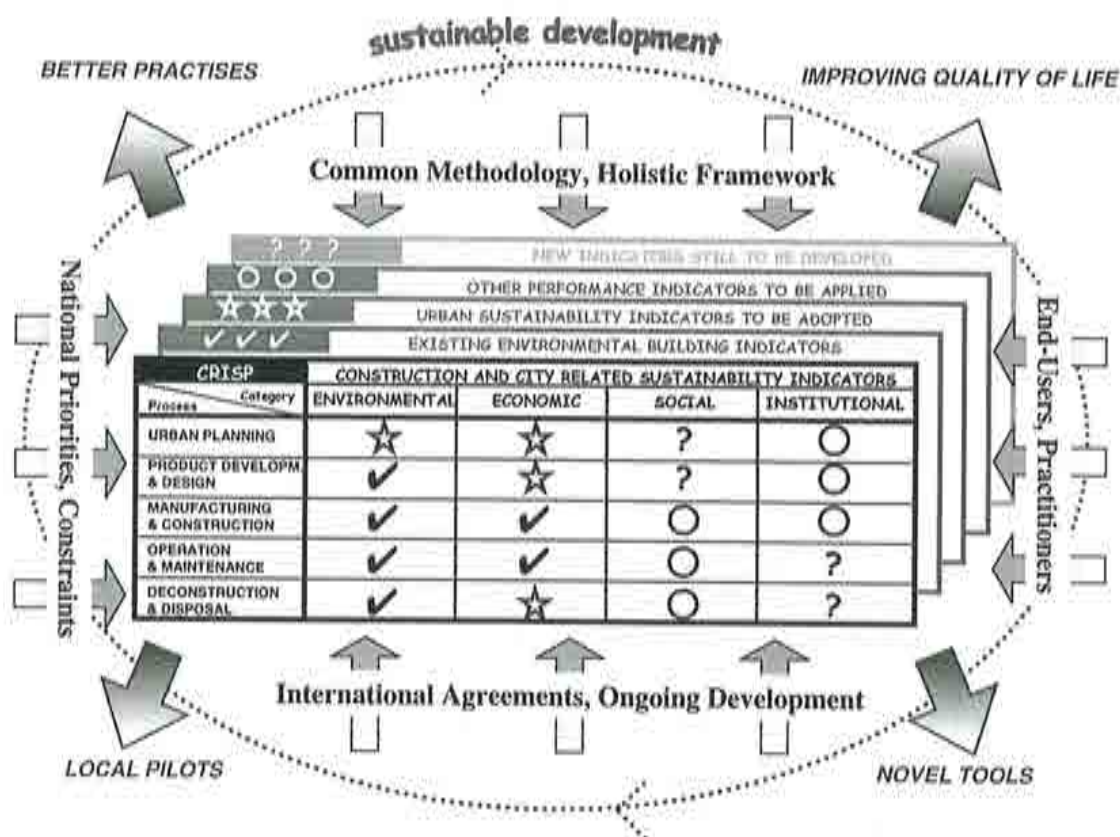 sustainable development
BETTER PRACTISES
IMPROVING QUALITY OF LIFE
Common Methodology, Holistic Framework
National Priorities, Constraints
End-Users, Practitioners
? ? ?
NEW INDICATORS STILL TO BE DEVELOPED
OTHER PERFORMANCE INDICATORS TO BE APPLIED
URBAN SUSTAINABILITY INDICATORS TO BE ADOPTED
EXISTING ENVIRONMENTAL BUILDING INDICATORS
CRISP
CONSTRUCTION AND CITY RELATED SUSTAINABILITY INDICATORS
Category
Process
ENVIRONMENTAL ECONOMIC SOCIAL INSTITUTIONAL
URBAN PLANNING ?
PRODUCT DEVELOPM.
& DESIGN ?
MANUFACTURING
& CONSTRUCTION
OPERATION
& MAINTENANCE ?
DECONSTRUCTION
& DISPOSAL ?
International Agreements, Ongoing Development
LOCAL PILOTS
NOVEL TOOLS